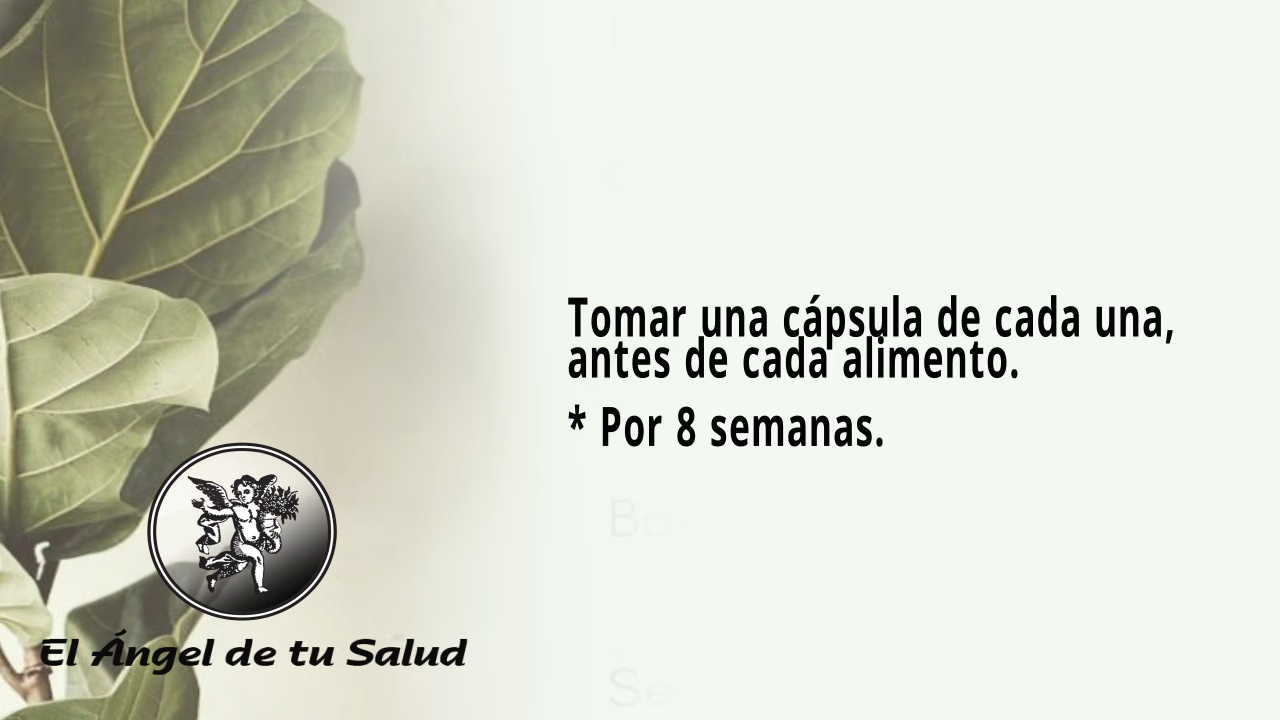 Tomar una cápsula de cada una,
antes de cada alimento.
* Por 8 semanas.
El Ángel de tu Salud